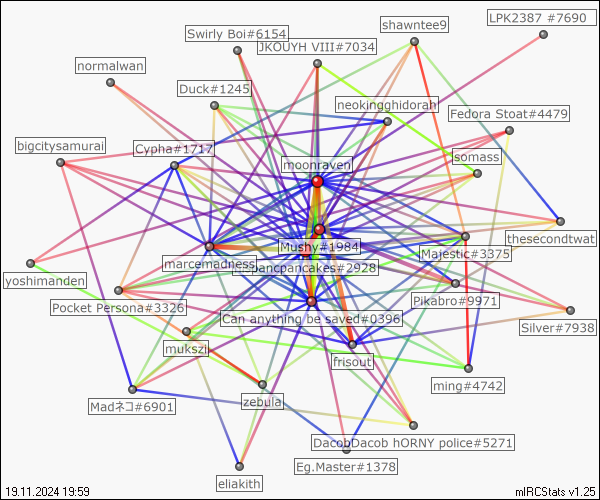 LPK2387 #7690
shawntee9
Swirly Boi#6154
JKOUYH VIII#7034
normalwan
Duck#1245
neokingghidorah
Fedora Stoat#4479
bigcitysamurai
Cypha#1717
somass
moonraven
thesecondtwat
Mushy#1984
Majestic#3375
marcemadness
pancpancakes#2928
yoshimanden
Pikabro#9971
Pocket Persona#3326
Can anything be saved#0396
Silver#7938
mukszi
frisout
ming#4742
zebula
Madネコ#6901
DacobDacob hORNY police#5271
Eg.Master#1378
eliakith
19.11.2024 19:59
mIRCStats v1.25